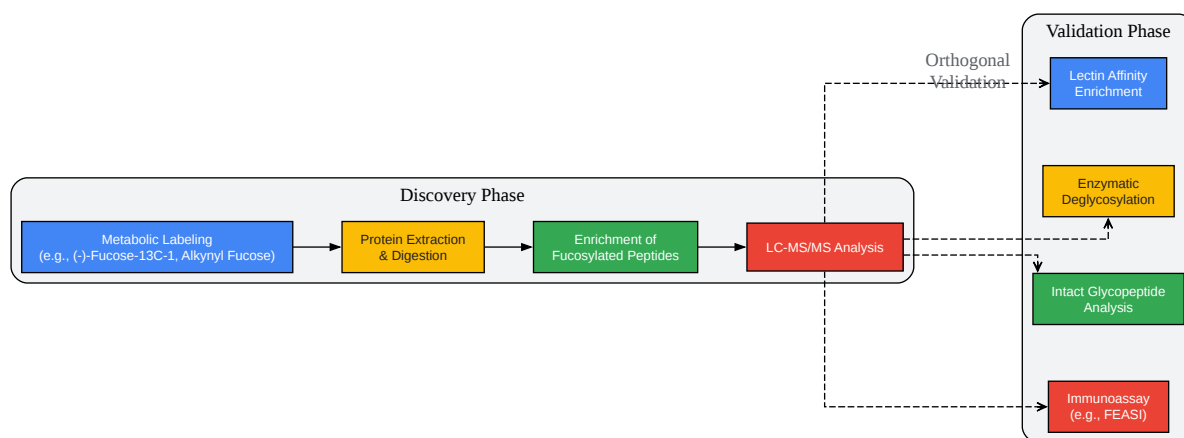 Validation Phase
Orthogonal
Validation
Lectin Affinity
Enrichment
Enzymatic
Deglycosylation
Discovery Phase
Metabolic Labeling
(e.g., (-)-Fucose-13C-1, Alkynyl Fucose)
Protein Extraction
& Digestion
Enrichment of
Fucosylated Peptides
LC-MS/MS Analysis
Intact Glycopeptide
Analysis
Immunoassay
(e.g., FEASI)